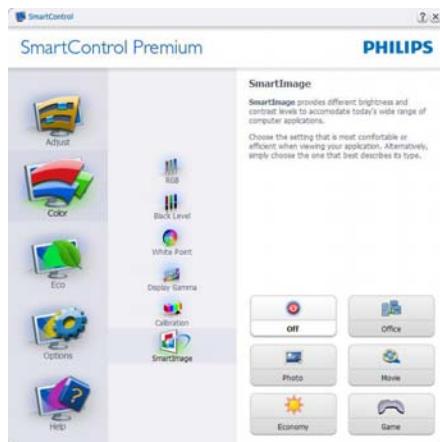 SmartControl
SmartControl Premium
PHILIPS
Adjust
Color
Eco
Options
Help
RGB
Black Level
White Point
Display Gamma
Calibration
SmartImage
SmartImage
SmartImage provides different brightness and
contrast levels to accomodate today's wide range of
computer applications.
Choose the setting that is most comfortable or
efficient when viewing your application. Alternatively,
simply choose the one that best describes its type.
Off
Office
Photo
Movie
Economy
Game